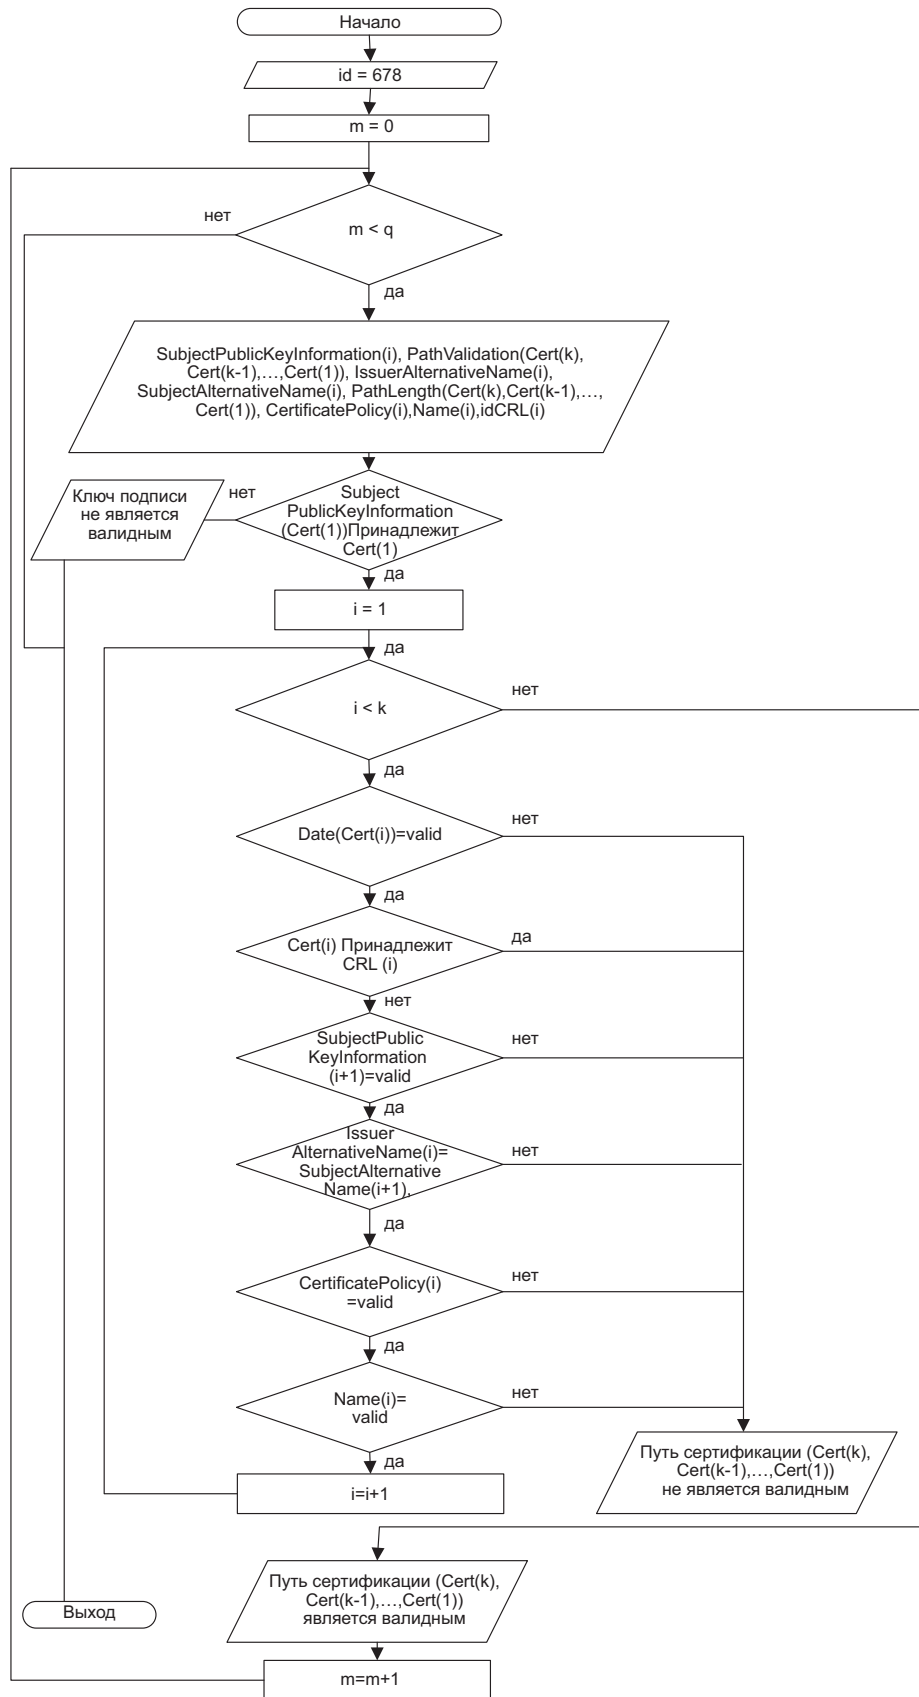 Начало
id = 678
m = 0
нет
m < q
да
SubjectPublicKeyInformation(i), PathValidation(Cert(k),
Cert(k-1),…,Cert(1)), IssuerAlternativeName(i),
SubjectAlternativeName(i), PathLength(Cert(k),Cert(k-1),…,
Cert(1)), CertificatePolicy(i),Name(i),idCRL(i)
Ключ подписи
не является
валидным
нет
Subject
PublicKeyInformation
(Cert(1))Принадлежит
Cert(1)
да
i = 1
да
i < k
нет
да
Date(Cert(i))=valid
нет
да
Cert(i) Принадлежит
CRL (i)
да
нет
SubjectPublic
KeyInformation
(i+1)=valid
нет
да
Issuer
AlternativeName(i)=
SubjectAlternative
Name(i+1),
нет
да
CertificatePolicy(i)
=valid
нет
да
Name(i)=
valid
нет
да
i=i+1
Путь сертификации (Cert(k),
Cert(k-1),…,Cert(1))
не является валидным
Путь сертификации (Cert(k),
Cert(k-1),…,Cert(1))
является валидным
Выход
m=m+1